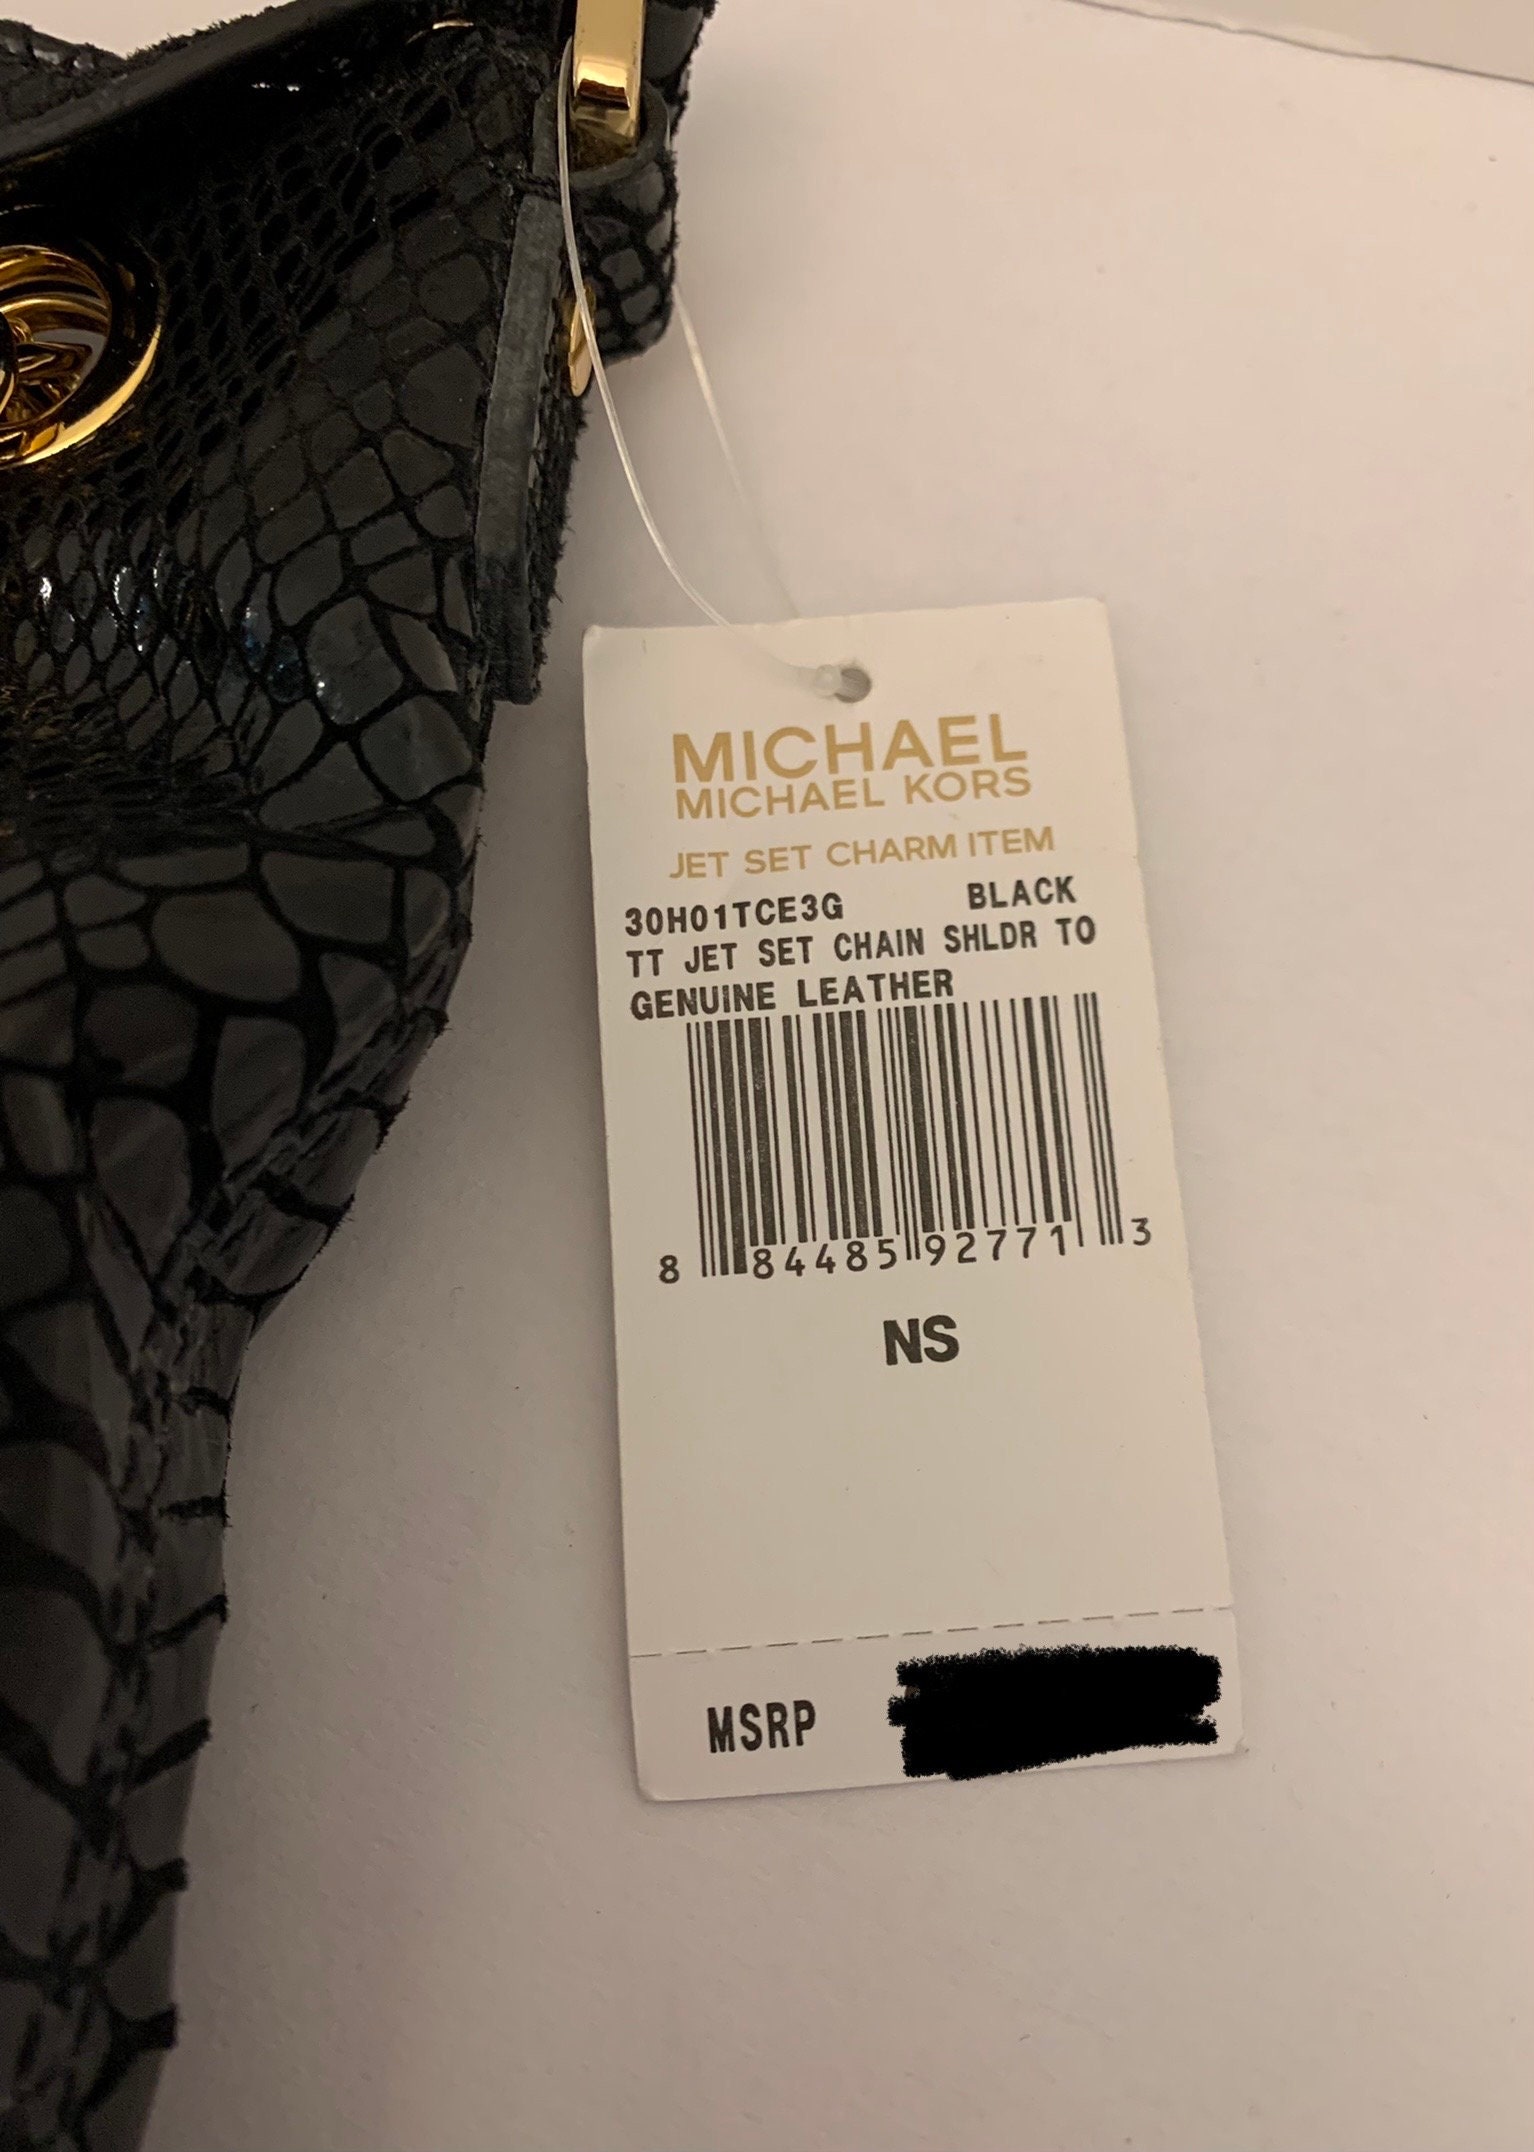 MICHAEL
MICHAEL KORS
JET SET CHARM ITEM
30H01TCE3G BLACK
TT JET SET CHAIN SHLDR TO
GENUINE LEATHER
8 84485 92771 3
NS
MSRP